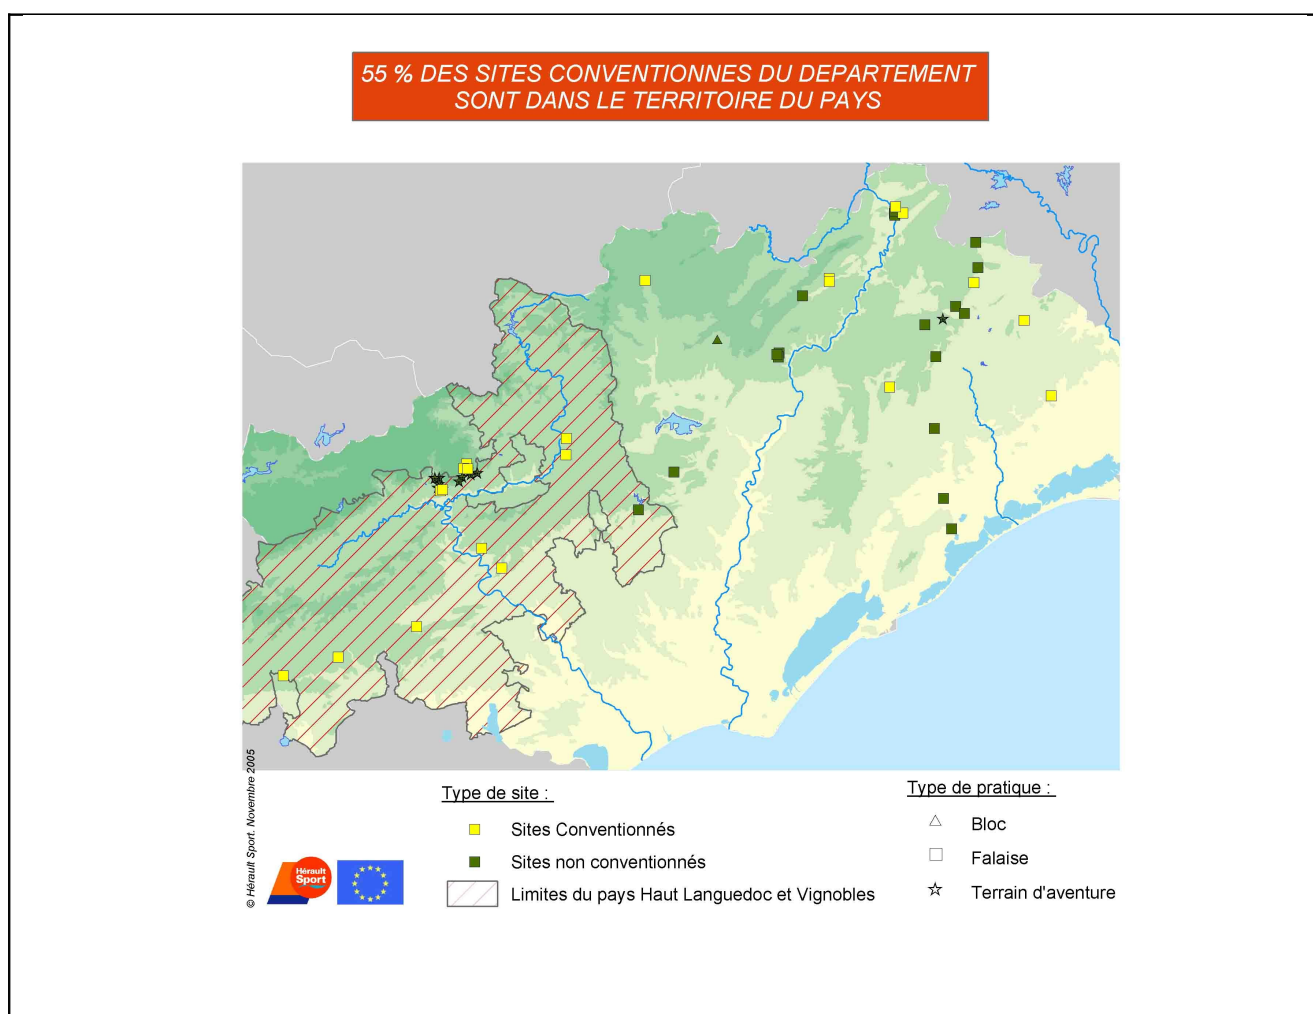 55 % DES SITES CONVENTIONNES DU DEPARTEMENT
SONT DANS LE TERRITOIRE DU PAYS
© Hérault Sport. Novembre 2005
Type de site :
Sites Conventionnés
Sites non conventionnés
Limites du pays Haut Languedoc et Vignobles
Type de pratique :
Bloc
Falaise
Terrain d'aventure
Hérault
Sport